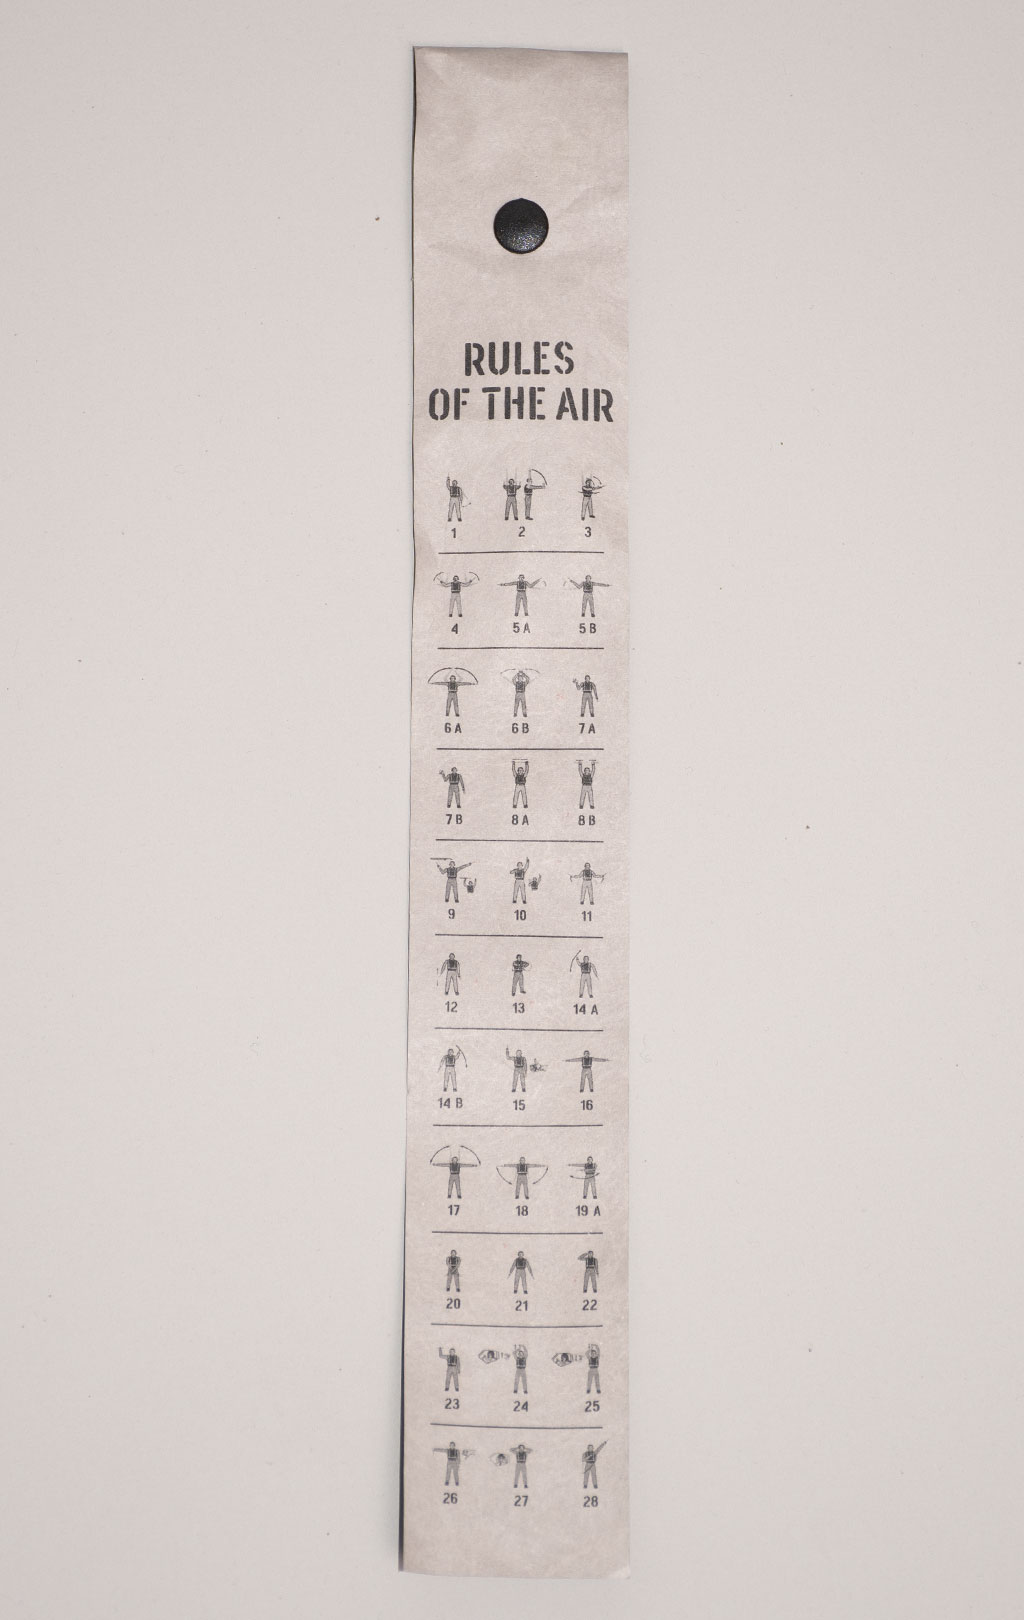 RULES
OF THE AIR
1 2 3
4 5 A 5 B
6 A 6 B 7 A
7 B 8 A 8 B
9 10 11
12 13 14 A
14 B 15 16
17 18 19 A
20 21 22
23 24 25
26 27 28